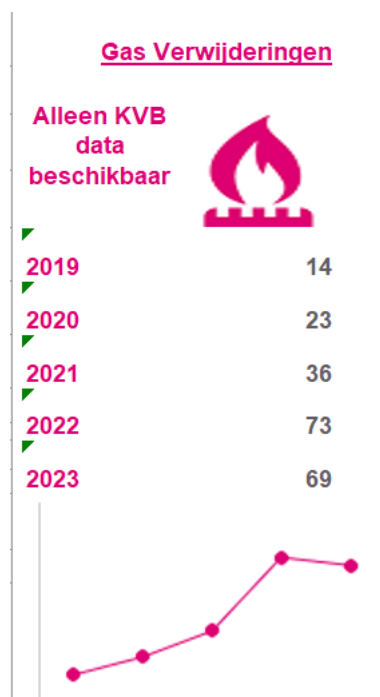 Gas Verwijderingen
Alleen KVB
data
beschikbaar
2019 14
2020 23
2021 36
2022 73
2023 69